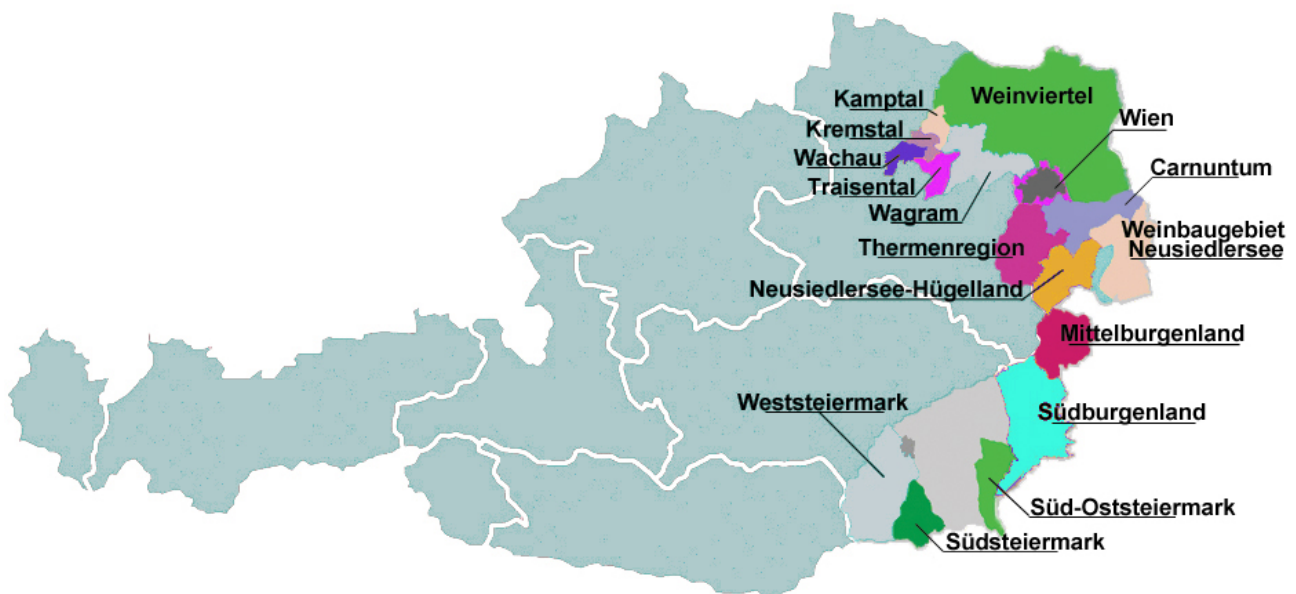 Weinviertel
Kamptal
Wien
Kremstal
Wachau
Carnuntum
Traisental
Wagram
Weinbaugebiet
Neusiedlersee
Thermenregion
Neusiedlersee-Hügelland
Mittelburgenland
Weststeiermark
Südburgenland
Süd-Oststeiermark
Südsteiermark